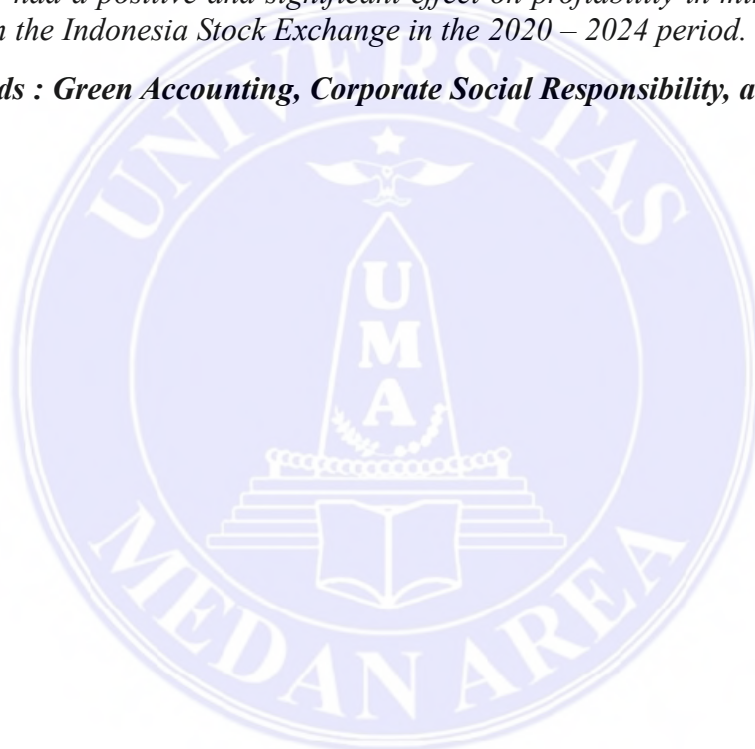 had a positive and significant effect on profitability in
the Indonesia Stock Exchange in the 2020 – 2024 period.
: Green Accounting, Corporate Social Responsibility,
UNIVERSITAS
UMA
MEDAN AREA